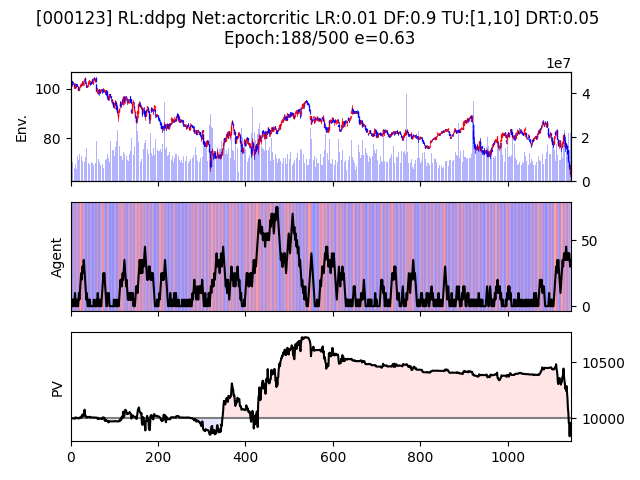 [000123] RL:ddpg Net:actorcritic LR:0.01 DF:0.9 TU:[1,10] DRT:0.05
Epoch:188/500 e=0.63
1e7
100
80
Env.
4
2
0
Agent
50
0
PV
10500
10000
0
200
400
600
800
1000